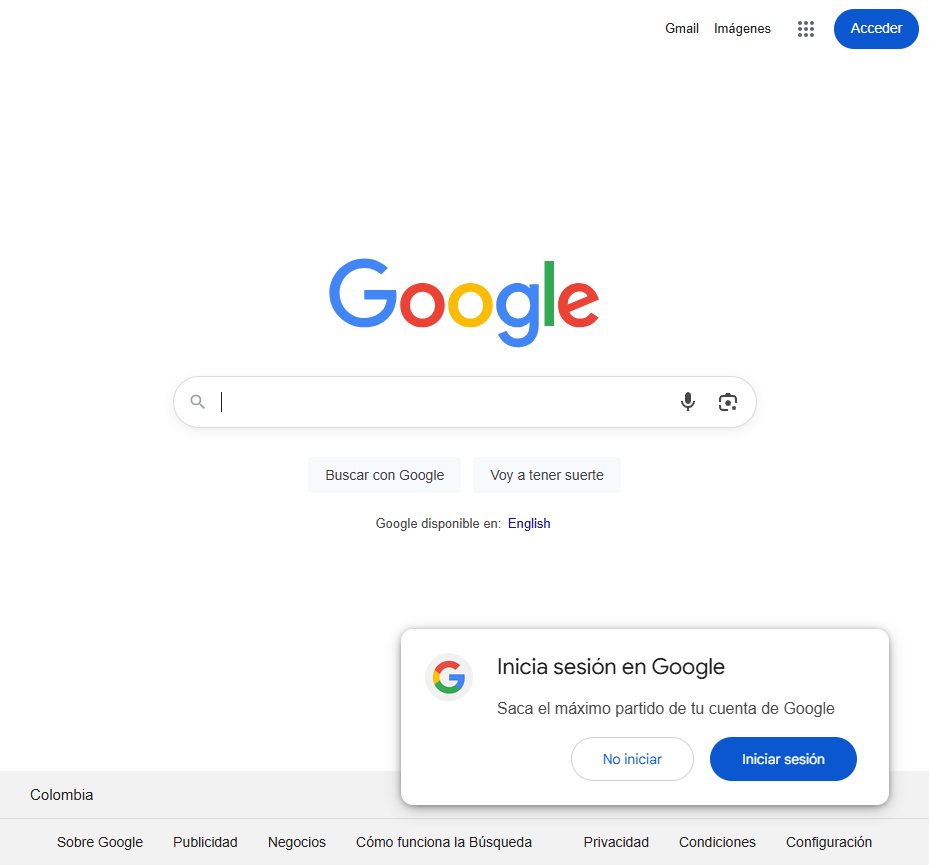 Gmail Imágenes Acceder
Google
Buscar con Google Voy a tener suerte
Google disponible en: English
Inicia sesión en Google
Saca el máximo partido de tu cuenta de Google
No iniciar Iniciar sesión
Colombia
Sobre Google Publicidad Negocios Cómo funciona la Búsqueda Privacidad Condiciones Configuración